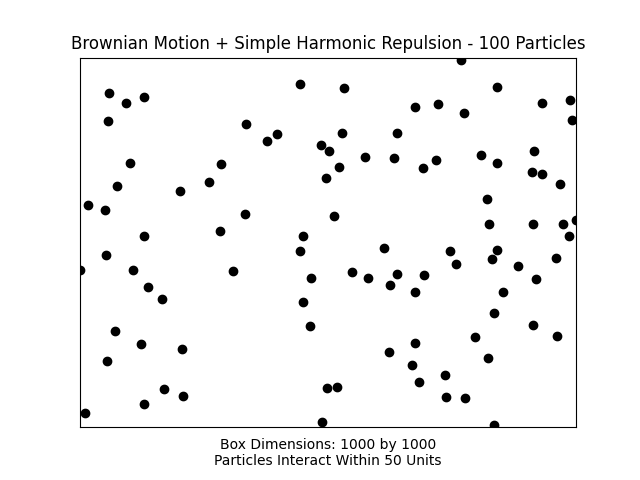 Brownian Motion + Simple Harmonic Repulsion - 100 Particles
Box Dimensions: 1000 by 1000
Particles Interact Within 50 Units